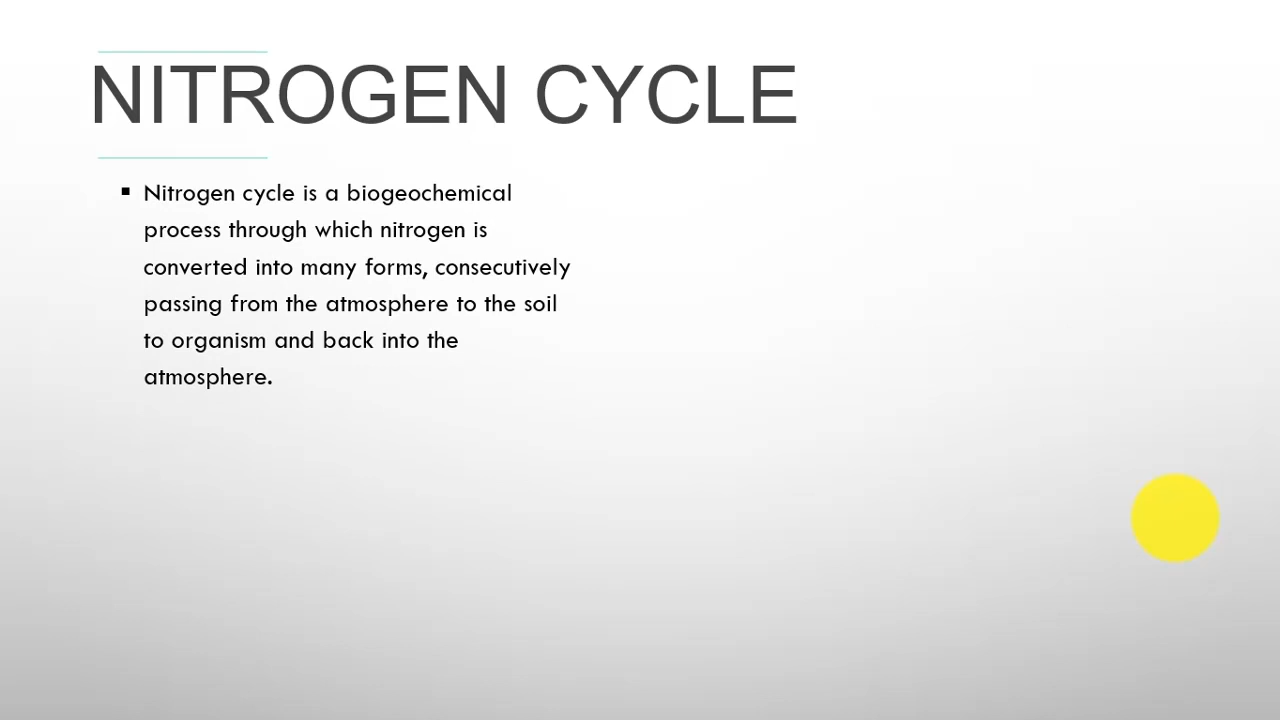 NITROGEN CYCLE
▪ Nitrogen cycle is a biogeochemical
process through which nitrogen is
converted into many forms, consecutively
passing from the atmosphere to the soil
to organism and back into the
atmosphere.